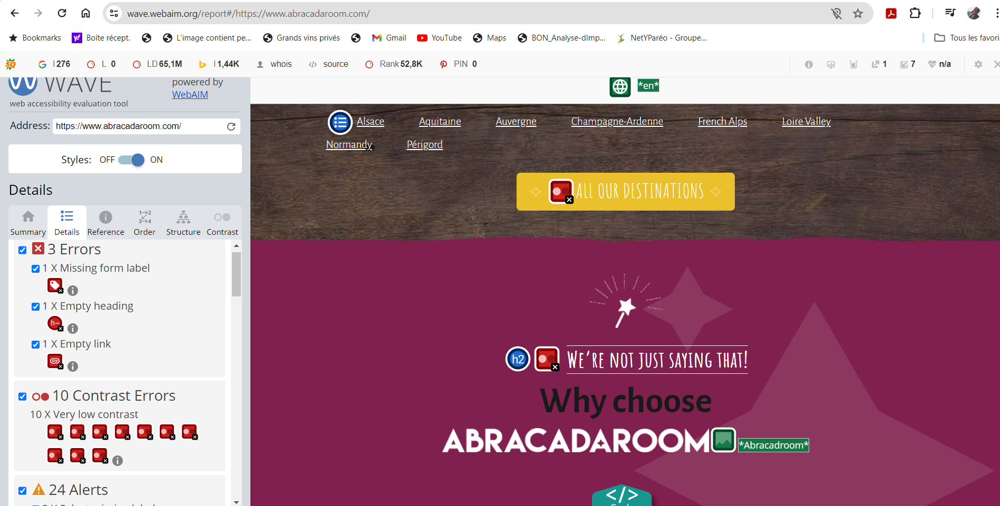 wave.webaim.org/report#/https://www.abracadaroom.com/
Bookmarks
Boîte récept.
L'image contient pe...
Grands vins privés
Gmail
YouTube
Maps
BON_Analyse-dImp...
NetYParéo - Groupe...
Tous les favoris
I 276
L 0
LD 65,1M
I 1,44K
whois
source
Rank 52,8K
PIN 0
1
7
n/a
WAVE
web accessibility evaluation tool
powered by
WebAIM
Address: https://www.abracadaroom.com/
Styles: OFF ON
Details
Summary
Details
Reference
Order
Structure
Contrast
3 Errors
1 X Missing form label
1 X Empty heading
1 X Empty link
10 Contrast Errors
10 X Very low contrast
24 Alerts
*en*
Alsace
Aquitaine
Auvergne
Champagne-Ardenne
French Alps
Loire Valley
Normandy
Périgord
ALL OUR DESTINATIONS
h2
We're not just saying that!
Why choose
ABRACADAROOM
*Abracadroom*
</>